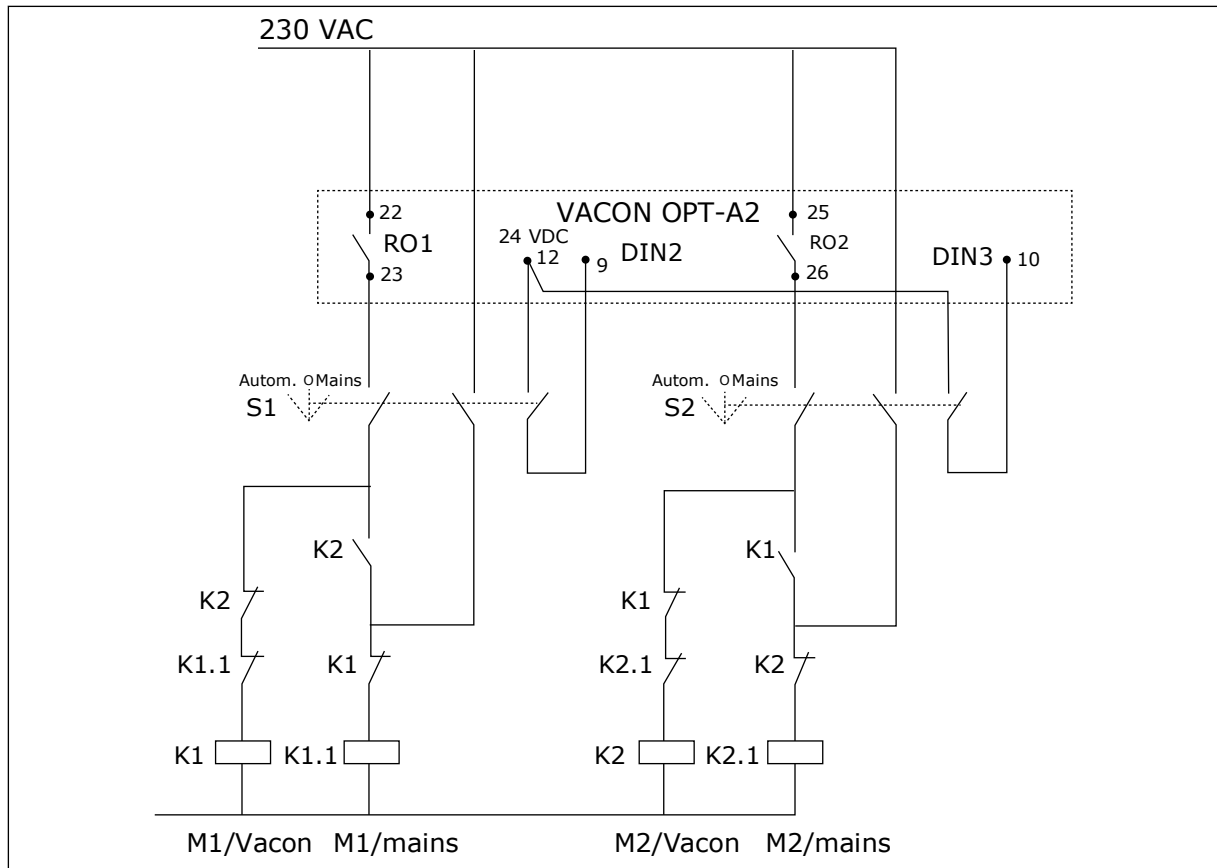 230 VAC
VACON OPT-A2
22
RO1
23
24 VDC
12
9
DIN2
25
RO2
26
DIN3
10
Autom. O Mains
S1
Autom. O Mains
S2
K2
K1
K2
K1
K1.1
K1
K2.1
K2
K1
K1.1
K2
K2.1
M1/Vacon
M1/mains
M2/Vacon
M2/mains